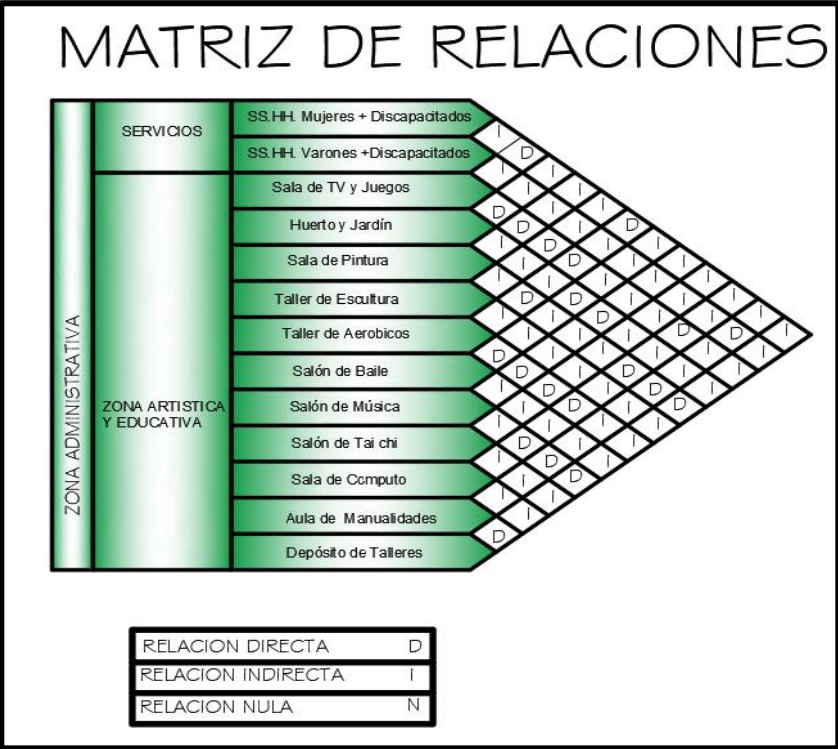 MATRIZ DE RELACIONES
ZONA ADMINISTRATIVA
SERVICIOS
SS.HH. Mujeres + Discapacitados
SS.HH. Varones +Discapacitados
ZONA ARTISTICA
Y EDUCATIVA
Sala de TV y Juegos
Huerto y Jardín
Sala de Pintura
Taller de Escultura
Taller de Aerobicos
Salón de Baile
Salón de Música
Salón de Tai chi
Sala de Computo
Aula de Manualidades
Depósito de Talleres
RELACION DIRECTA D
RELACION INDIRECTA I
RELACION NULA N